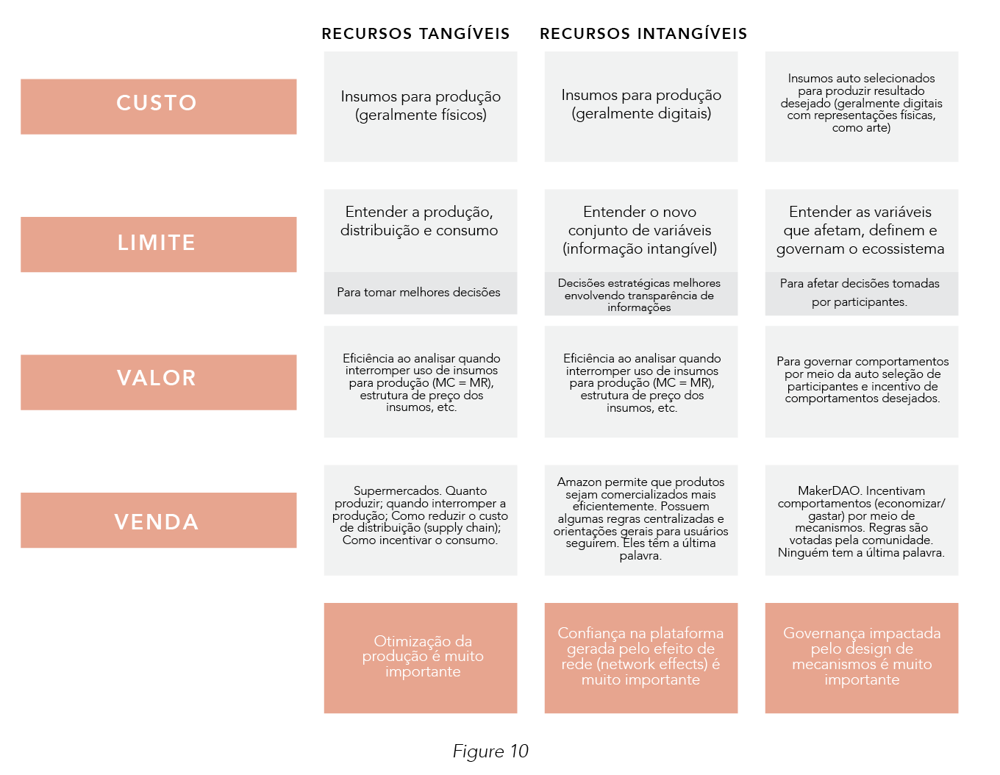 RECURSOS TANGÍVEIS
RECURSOS INTANGÍVEIS
CUSTO
Insumos para produção
(geralmente físicos)
Insumos para produção
(geralmente digitais)
Insumos auto selecionados
para produzir resultado
desejado (geralmente digitais
com representações físicas,
como arte)
LIMITE
Entender a produção,
distribuição e consumo
Para tomar melhores decisões
Entender o novo
conjunto de variáveis
(informação intangível)
Decisões estratégicas melhores
envolvendo transparência de
informações
Entender as variáveis
que afetam, definem e
governam o ecossistema
Para afetar decisões tomadas
por participantes.
VALOR
Eficiência ao analisar quando
interromper uso de insumos
para produção (MC = MR),
estrutura de preço dos
insumos, etc.
Eficiência ao analisar quando
interromper uso de insumos
para produção (MC = MR),
estrutura de preço dos
insumos, etc.
Para governar comportamentos
por meio da auto seleção de
participantes e incentivo de
comportamentos desejados.
VENDA
Supermercados. Quanto
produzir; quando interromper a
produção; Como reduzir o custo
de distribuição (supply chain);
Como incentivar o consumo.
Amazon permite que produtos
sejam comercializados mais
eficientemente. Possuem
algumas regras centralizadas e
orientações gerais para usuários
seguirem. Eles têm a última
palavra.
MakerDAO. Incentivam
comportamentos (economizar/
gastar) por meio de
mecanismos. Regras são
votadas pela comunidade.
Ninguém tem a última palavra.
Otimização da
produção é muito
importante
Confiança na plataforma
gerada pelo efeito de
rede (network effects) é
muito importante
Governança impactada
pelo design de
mecanismos é muito
importante
Figure 10